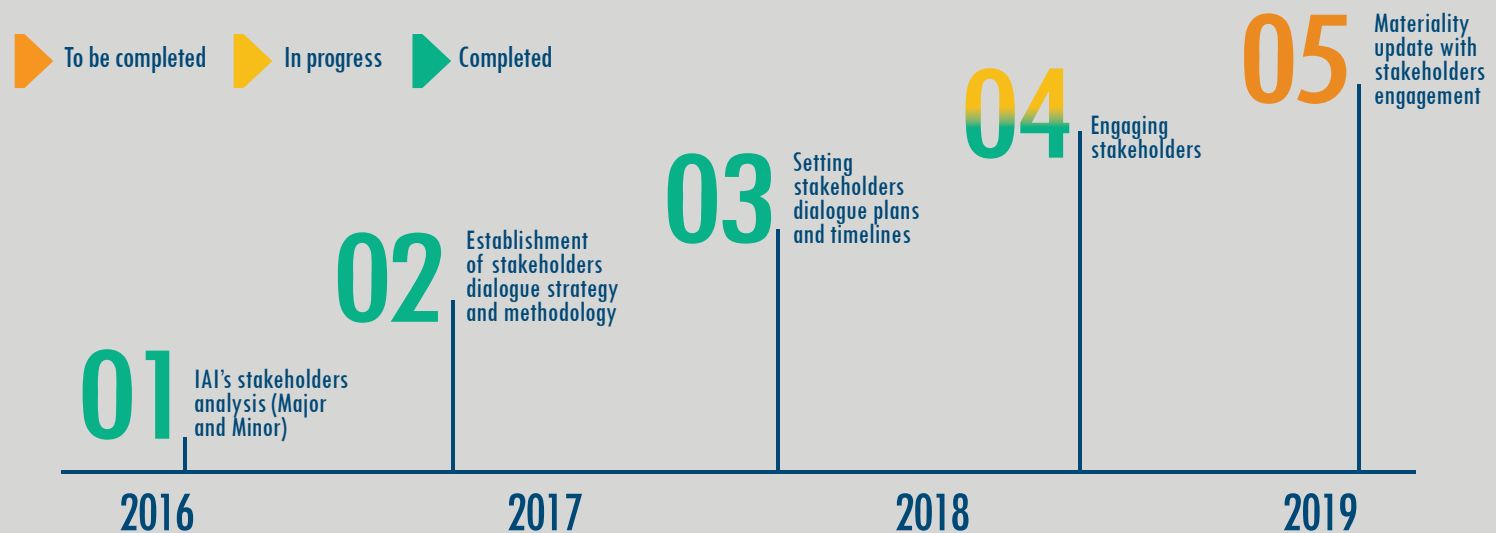 To be completed
In progress
Completed
01
IAI's stakeholders
analysis (Major
and Minor)
02
Establishment
of stakeholders
dialogue strategy
and methodology
03
Setting
stakeholders
dialogue plans
and timelines
04
Engaging
stakeholders
05
Materiality
update with
stakeholders
engagement
2016
2017
2018
2019